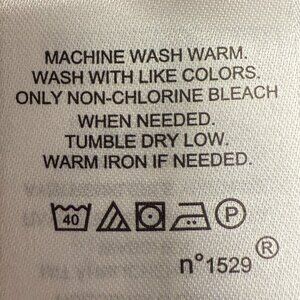 MACHINE WASH WARM.
WASH WITH LIKE COLORS.
ONLY NON-CHLORINE BLEACH
WHEN NEEDED.
TUMBLE DRY LOW.
WARM IRON IF NEEDED.
40 P
n°1529 ®